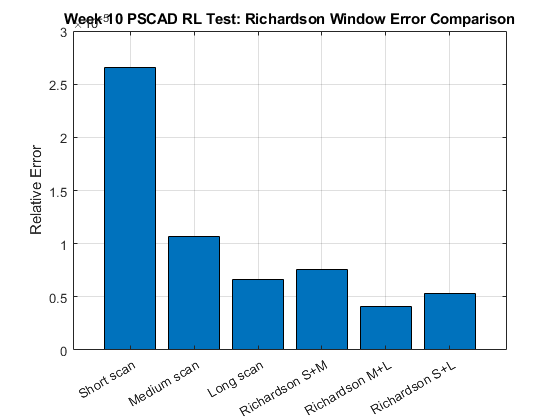 Week 10 PSCAD RL Test: Richardson Window Error Comparison
3
2.5
2
1.5
1
0.5
0
Relative Error
Short scan
Medium scan
Long scan
Richardson S+M
Richardson M+L
Richardson S+L